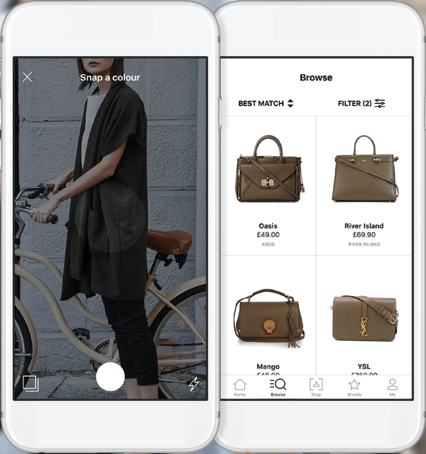 Snap a colour
Browse
BEST MATCH
FILTER (2)
Oasis
£49.00
ASOS
River Island
£69.90
RIVER ISLAND
Mango
YSL
Home
Browse
Shop
Brands
Me